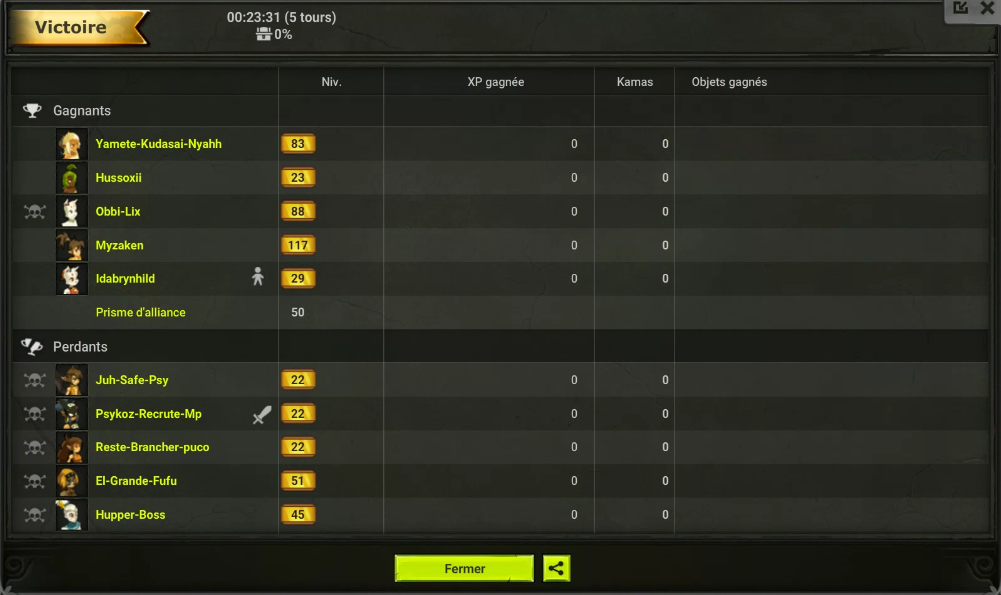 Victoire
00:23:31 (5 tours)
0%
Niv. XP gagnée Kamas Objets gagnés
Gagnants
Yamete-Kudasai-Nyahh 83 0 0
Hussoxii 23 0 0
Obbi-Lix 88 0 0
Myzaken 117 0 0
Idabrynhild 29 0 0
Prisme d'alliance 50
Perdants
Juh-Safe-Psy 22 0 0
Psykoz-Recrute-Mp 22 0 0
Reste-Brancher-puco 22 0 0
El-Grande-Fufu 51 0 0
Hupper-Boss 45 0 0
Fermer